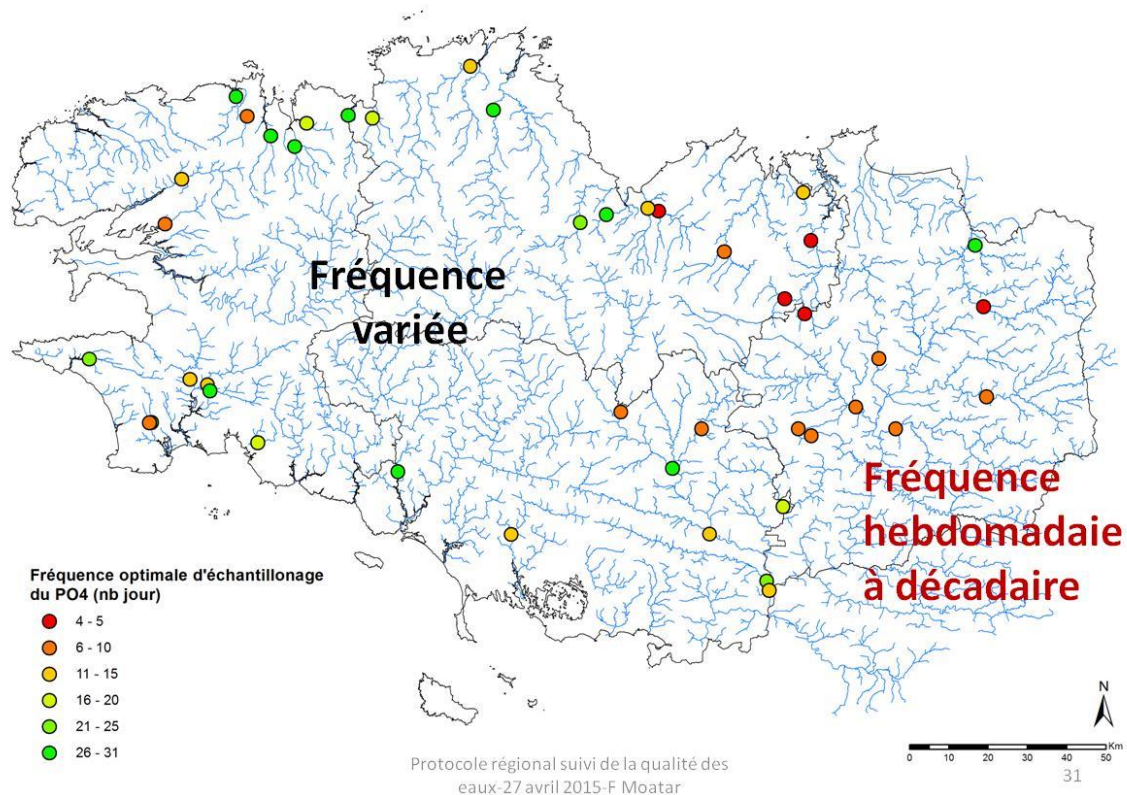 Fréquence
variée
Fréquence
hebdomadaie
à décadaire
Fréquence optimale d'échantillonage
du PO4 (nb jour)
4 - 5
6 - 10
11 - 15
16 - 20
21 - 25
26 - 31
N
Km
0 10 20 30 40 50
31
Protocole régional suivi de la qualité des
eaux-27 avril 2015-F Moatar